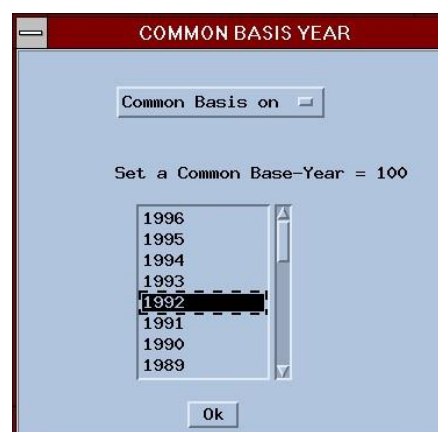 COMMON BASIS YEAR
Common Basis on
Set a Common Base-Year = 100
1996
1995
1994
1993
1992
1991
1990
1989
Ok